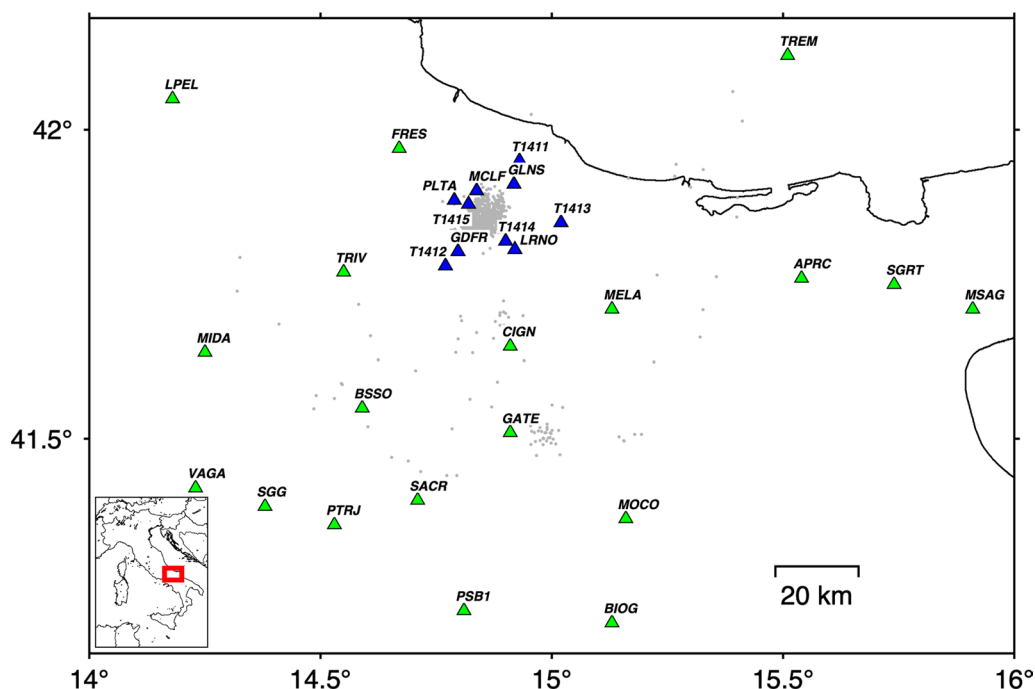 TREM
LPEL
42°
FRES
T1411
GLNS
MCLF
PLTA
T1415
T1413
T1414
GDFR
LRNO
T1412
TRIV
APRC
SGRT
MELA
MSAG
CIGN
MIDA
BSSO
GATE
41.5°
VAGA
SGG
SACR
PTRJ
MOCO
20 km
PSB1
BIOG
14°
14.5°
15°
15.5°
16°